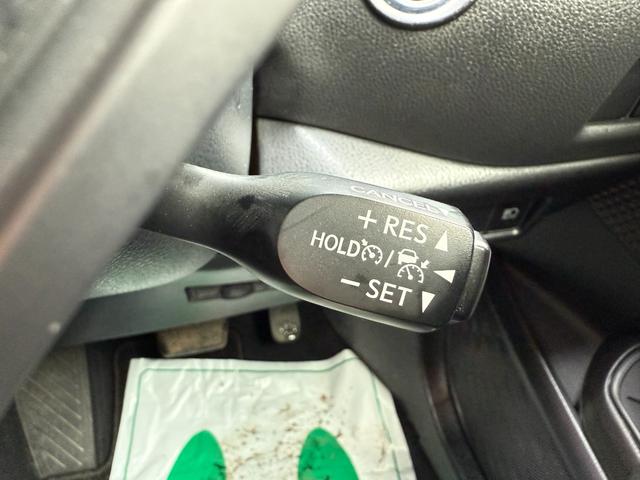 CANCEL
+ RES ▲
HOLD / ◀
− SET ▼